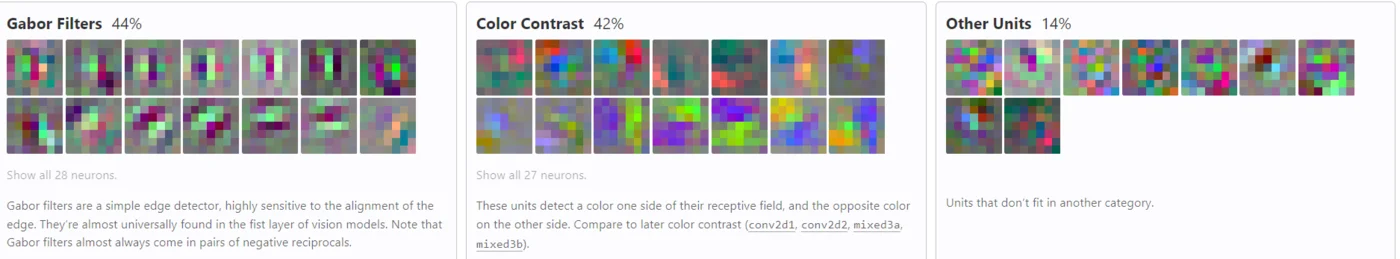 Gabor Filters 44%
Show all 28 neurons.
Gabor filters are a simple edge detector, highly sensitive to the alignment of the
edge. They're almost universally found in the fist layer of vision models. Note that
Gabor filters almost always come in pairs of negative reciprocals.
Color Contrast 42%
Show all 27 neurons.
These units detect a color one side of their receptive field, and the opposite color
on the other side. Compare to later color contrast (conv2d1, conv2d2, mixed3a,
mixed3b).
Other Units 14%
Units that don't fit in another category.